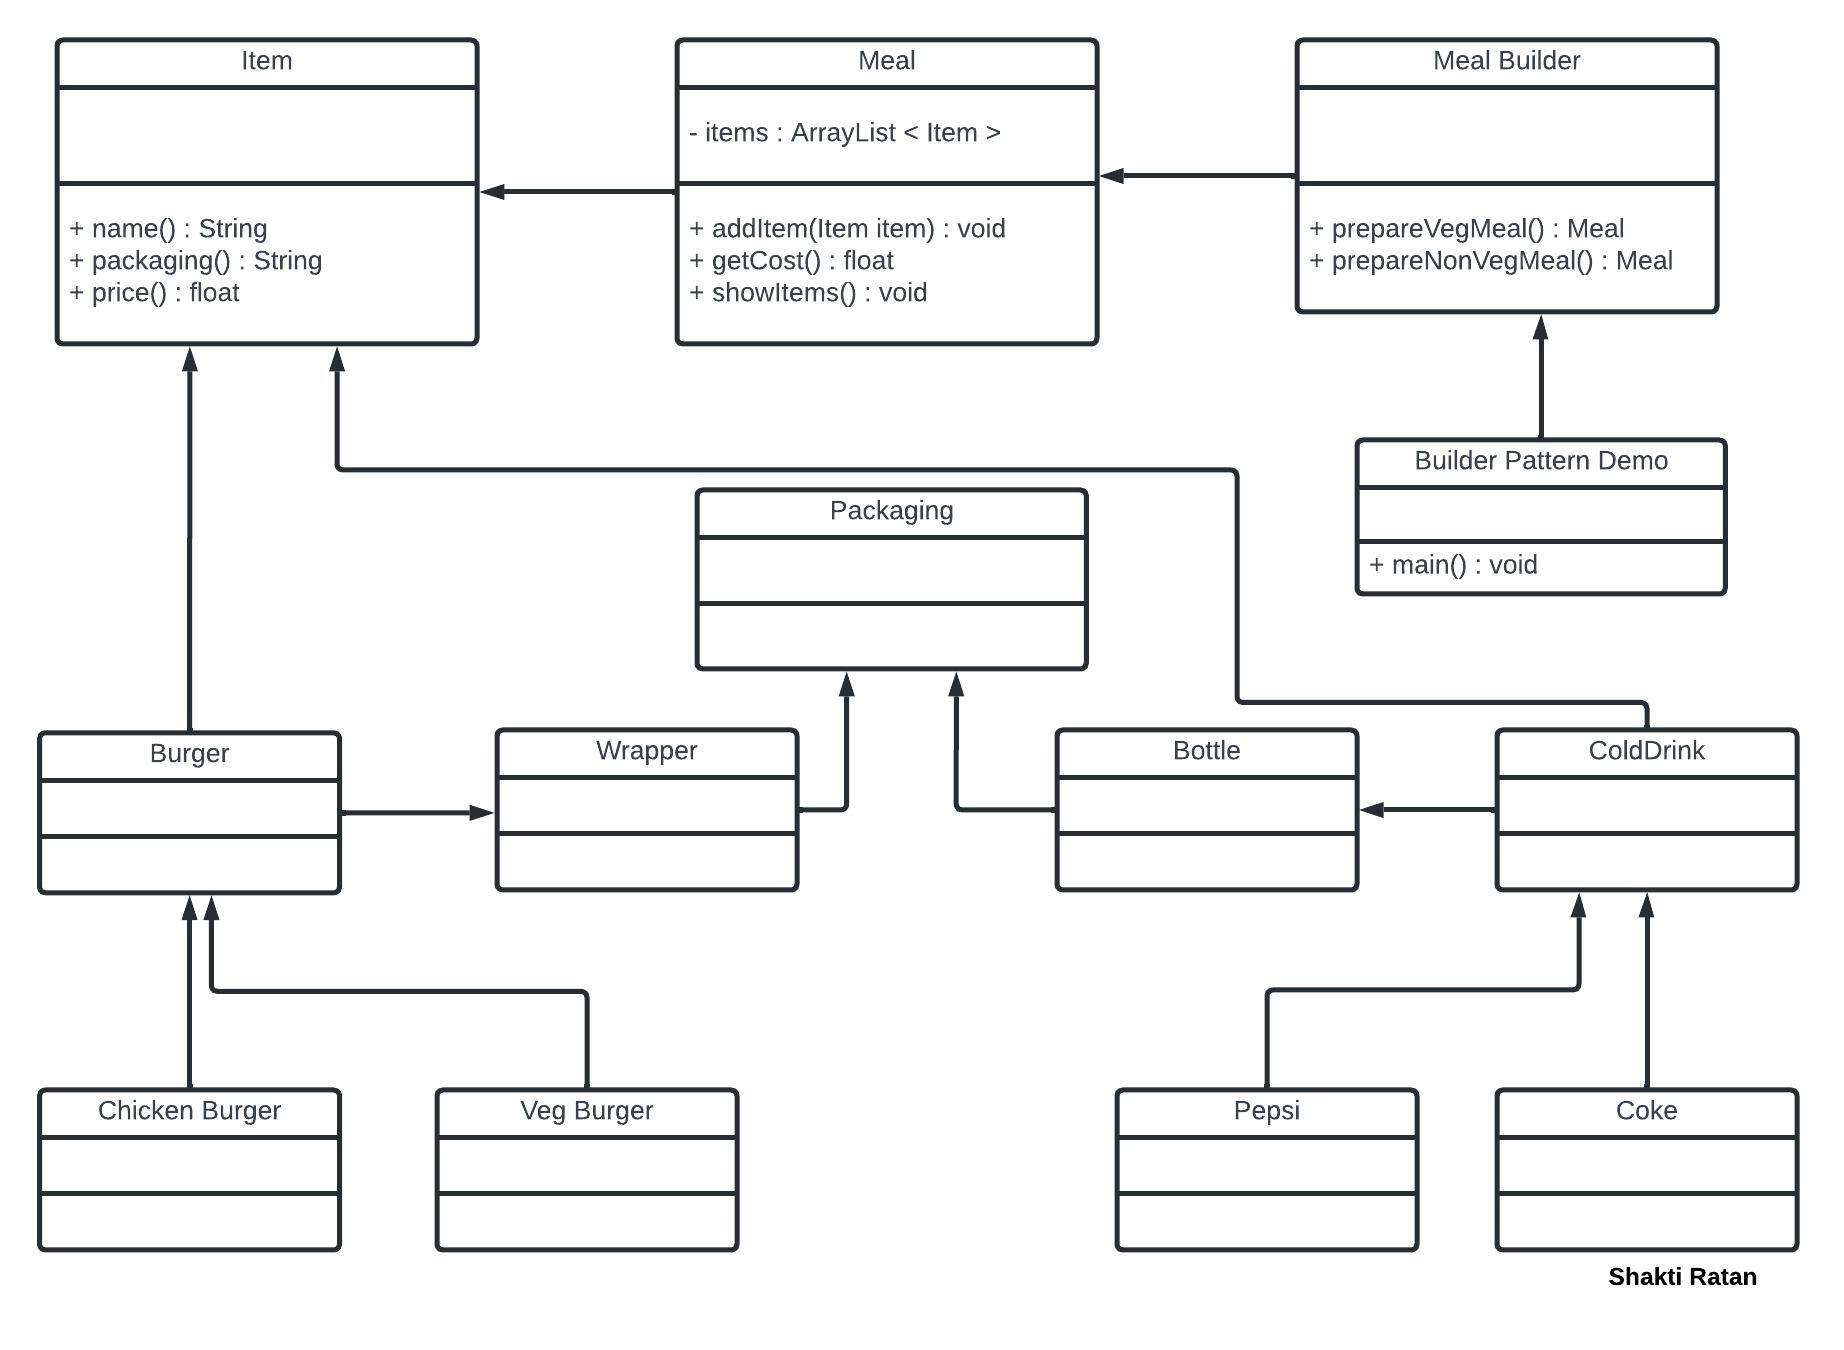 Item
+ name() : String
+ packaging() : String
+ price() : float
Meal
- items : ArrayList < Item >
+ addItem(Item item) : void
+ getCost() : float
+ showItems() : void
Meal Builder
+ prepareVegMeal() : Meal
+ prepareNonVegMeal() : Meal
Builder Pattern Demo
+ main() : void
Packaging
Burger
Wrapper
Bottle
ColdDrink
Chicken Burger
Veg Burger
Pepsi
Coke
Shakti Ratan